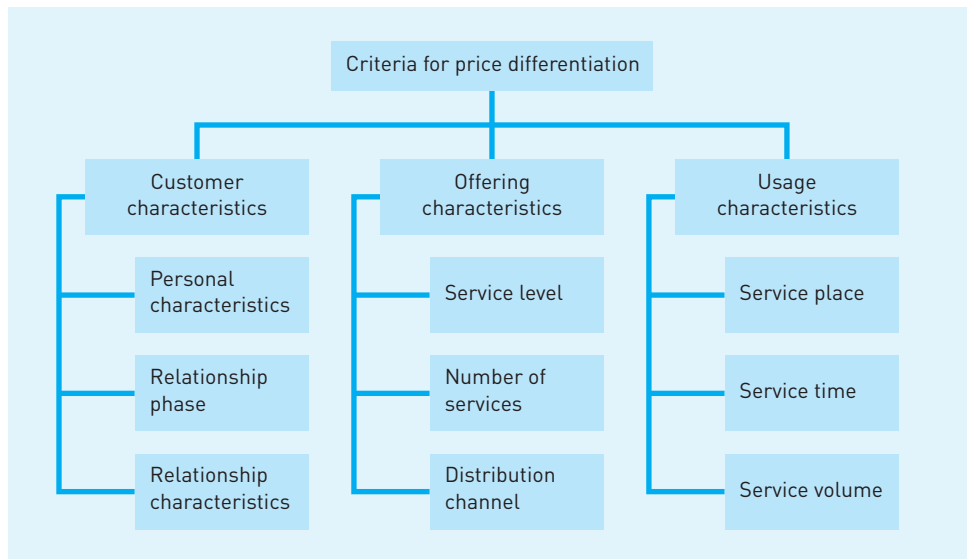 Criteria for price differentiation
Customer
characteristics
Personal
characteristics
Relationship
phase
Relationship
characteristics
Offering
characteristics
Service level
Number of
services
Distribution
channel
Usage
characteristics
Service place
Service time
Service volume